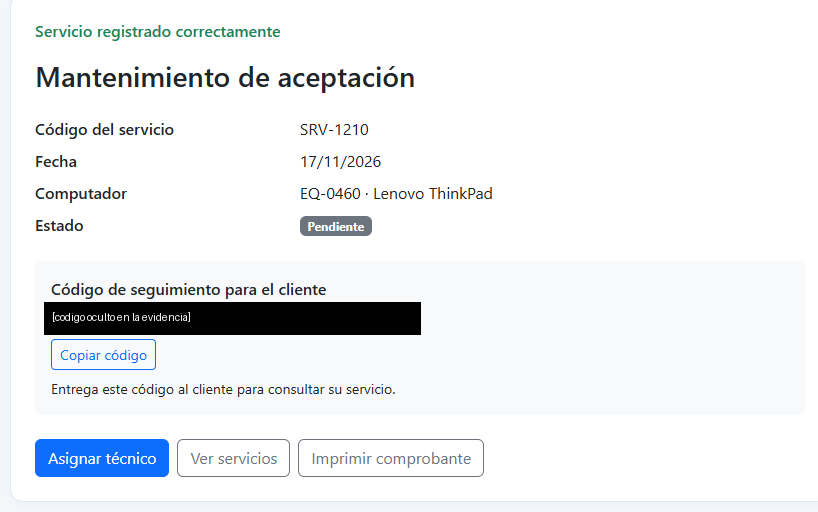 Servicio registrado correctamente
Mantenimiento de aceptación
Código del servicio SRV-1210
Fecha 17/11/2026
Computador EQ-0460 · Lenovo ThinkPad
Estado Pendiente
Código de seguimiento para el cliente
[codigo oculto en la evidencia]
Copiar código
Entrega este código al cliente para consultar su servicio.
Asignar técnico Ver servicios Imprimir comprobante